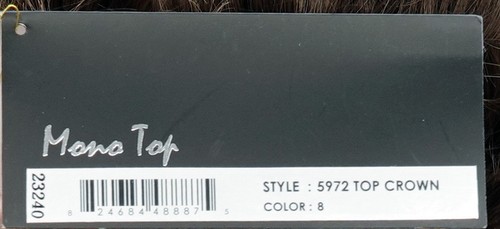 Mono Top
23240
8 24684 48887 5
STYLE : 5972 TOP CROWN
COLOR : 8